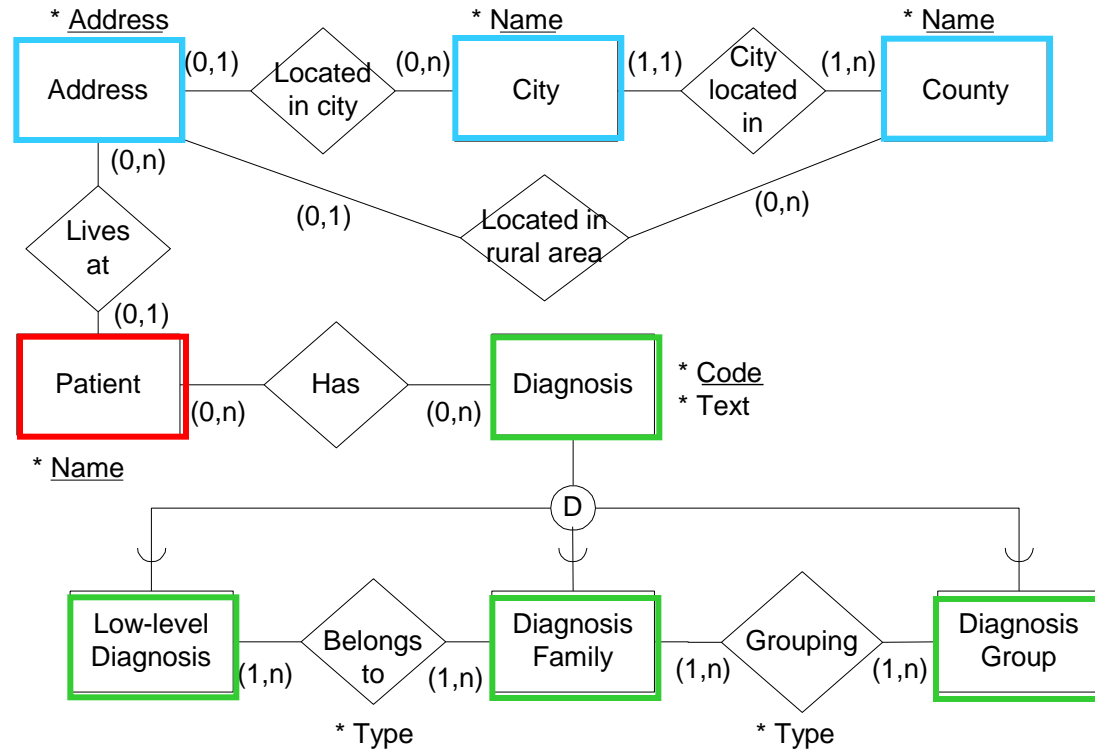 * Address
* Name
* Name
Address
(0,1)
Located
in city
(0,n)
City
(1,1)
City
located
in
(1,n)
County
(0,n)
(0,1)
Located in
rural area
(0,n)
Lives
at
(0,1)
Patient
(0,n)
Has
(0,n)
Diagnosis
* Code
* Text
* Name
D
Low-level
Diagnosis
(1,n)
Belongs
to
(1,n)
Diagnosis
Family
(1,n)
Grouping
(1,n)
Diagnosis
Group
* Type
* Type